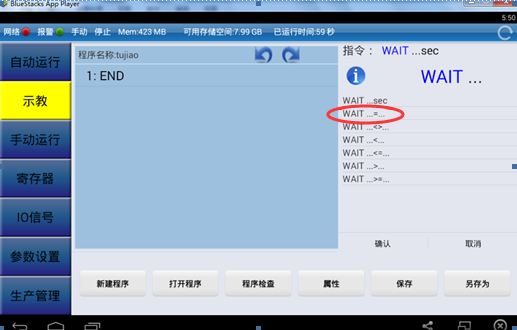 BlueStacks App Player
5:50
网络 报警 手动 停止 Mem:423 MB 可用存储空间:7.99 GB 已运行时间:59 秒
自动运行
示教
手动运行
寄存器
IO信号
参数设置
生产管理
程序名称:tujiao
1: END
指令： WAIT ...sec
WAIT ...
WAIT ...sec
WAIT ...=...
WAIT ...<>...
WAIT ...<...
WAIT ...<=...
WAIT ...>...
WAIT ...>=...
确认 取消
新建程序 打开程序 程序检查 属性 保存 另存为